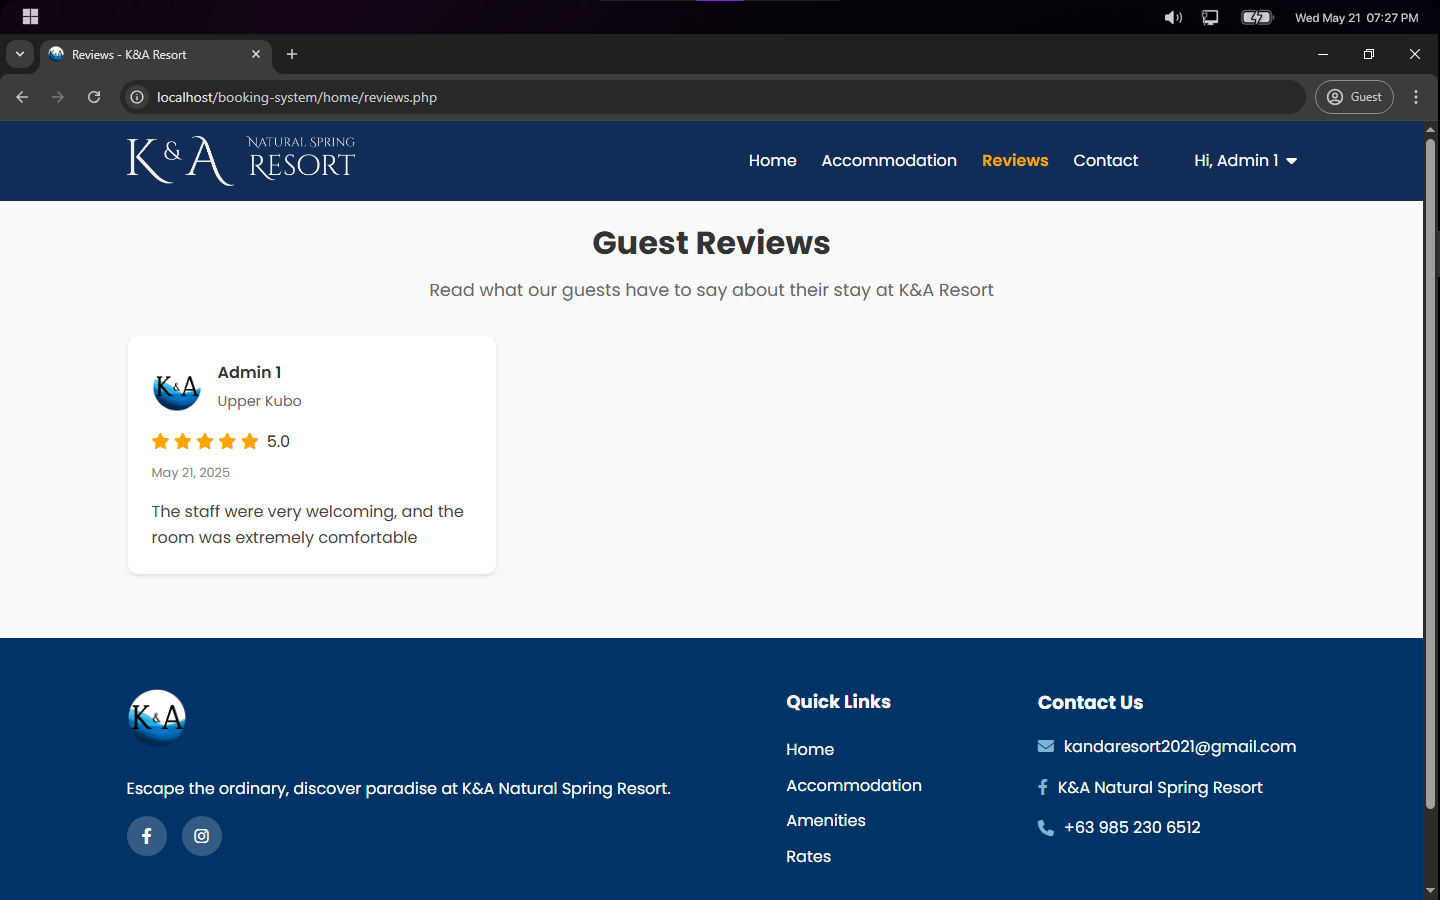 Wed May 21 07:27 PM
Reviews - K&A Resort
localhost/booking-system/home/reviews.php
Guest
K & A NATURAL SPRING
RESORT
Home Accommodation Reviews Contact Hi, Admin 1
Guest Reviews
Read what our guests have to say about their stay at K&A Resort
K & A
Admin 1
Upper Kubo
5.0
May 21, 2025
The staff were very welcoming, and the
room was extremely comfortable
K & A
Escape the ordinary, discover paradise at K&A Natural Spring Resort.
Quick Links
Home
Accommodation
Amenities
Rates
Contact Us
kandaresort2021@gmail.com
K&A Natural Spring Resort
+63 985 230 6512